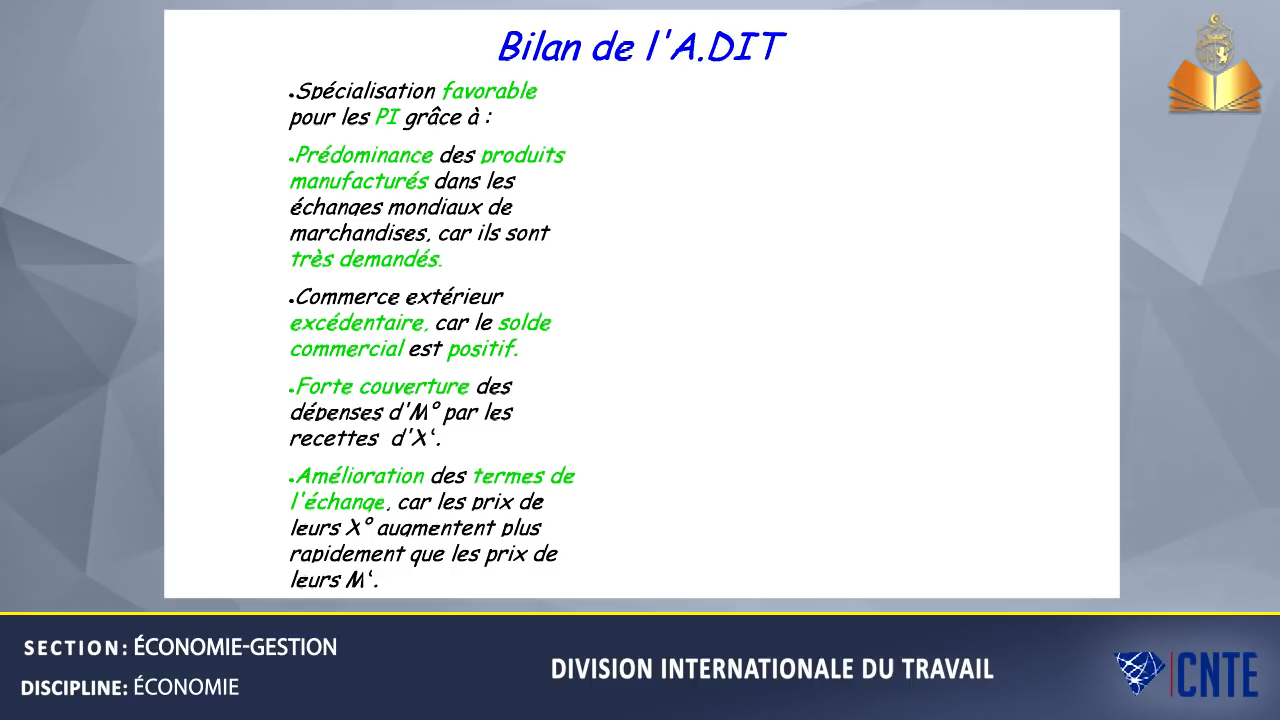 Bilan de l'A.DIT
•Spécialisation favorable
pour les PI grâce à :
•Prédominance des produits
manufacturés dans les
échanges mondiaux de
marchandises, car ils sont
très demandés.
•Commerce extérieur
excédentaire, car le solde
commercial est positif.
•Forte couverture des
dépenses d'M° par les
recettes d'X°.
•Amélioration des termes de
l'échange, car les prix de
leurs X° augmentent plus
rapidement que les prix de
leurs M°.
SECTION: ÉCONOMIE-GESTION
DISCIPLINE: ÉCONOMIE
DIVISION INTERNATIONALE DU TRAVAIL
CNTE